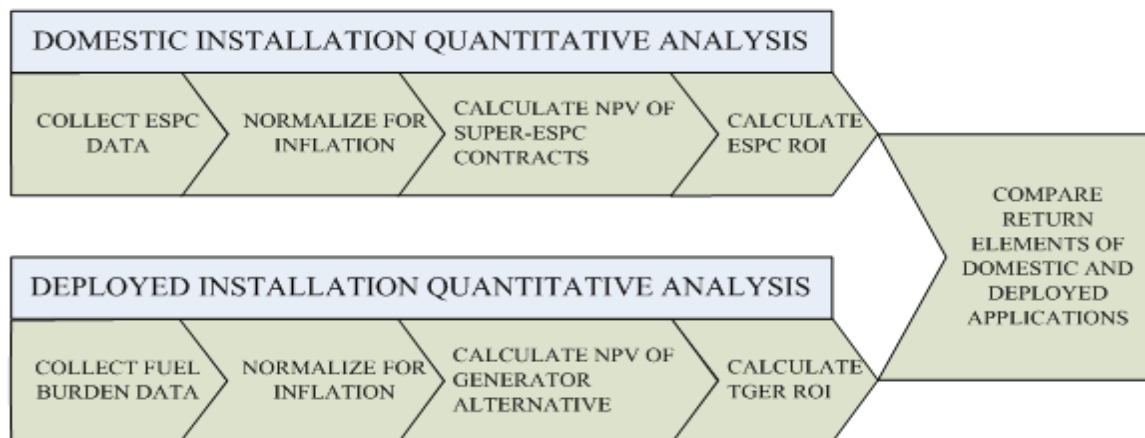 DOMESTIC INSTALLATION QUANTITATIVE ANALYSIS
COLLECT ESPC
DATA
NORMALIZE FOR
INFLATION
CALCULATE NPV OF
SUPER-ESPC
CONTRACTS
CALCULATE
ESPC ROI
DEPLOYED INSTALLATION QUANTITATIVE ANALYSIS
COLLECT FUEL
BURDEN DATA
NORMALIZE FOR
INFLATION
CALCULATE NPV OF
GENERATOR
ALTERNATIVE
CALCULATE
TGER ROI
COMPARE
RETURN
ELEMENTS OF
DOMESTIC AND
DEPLOYED
APPLICATIONS